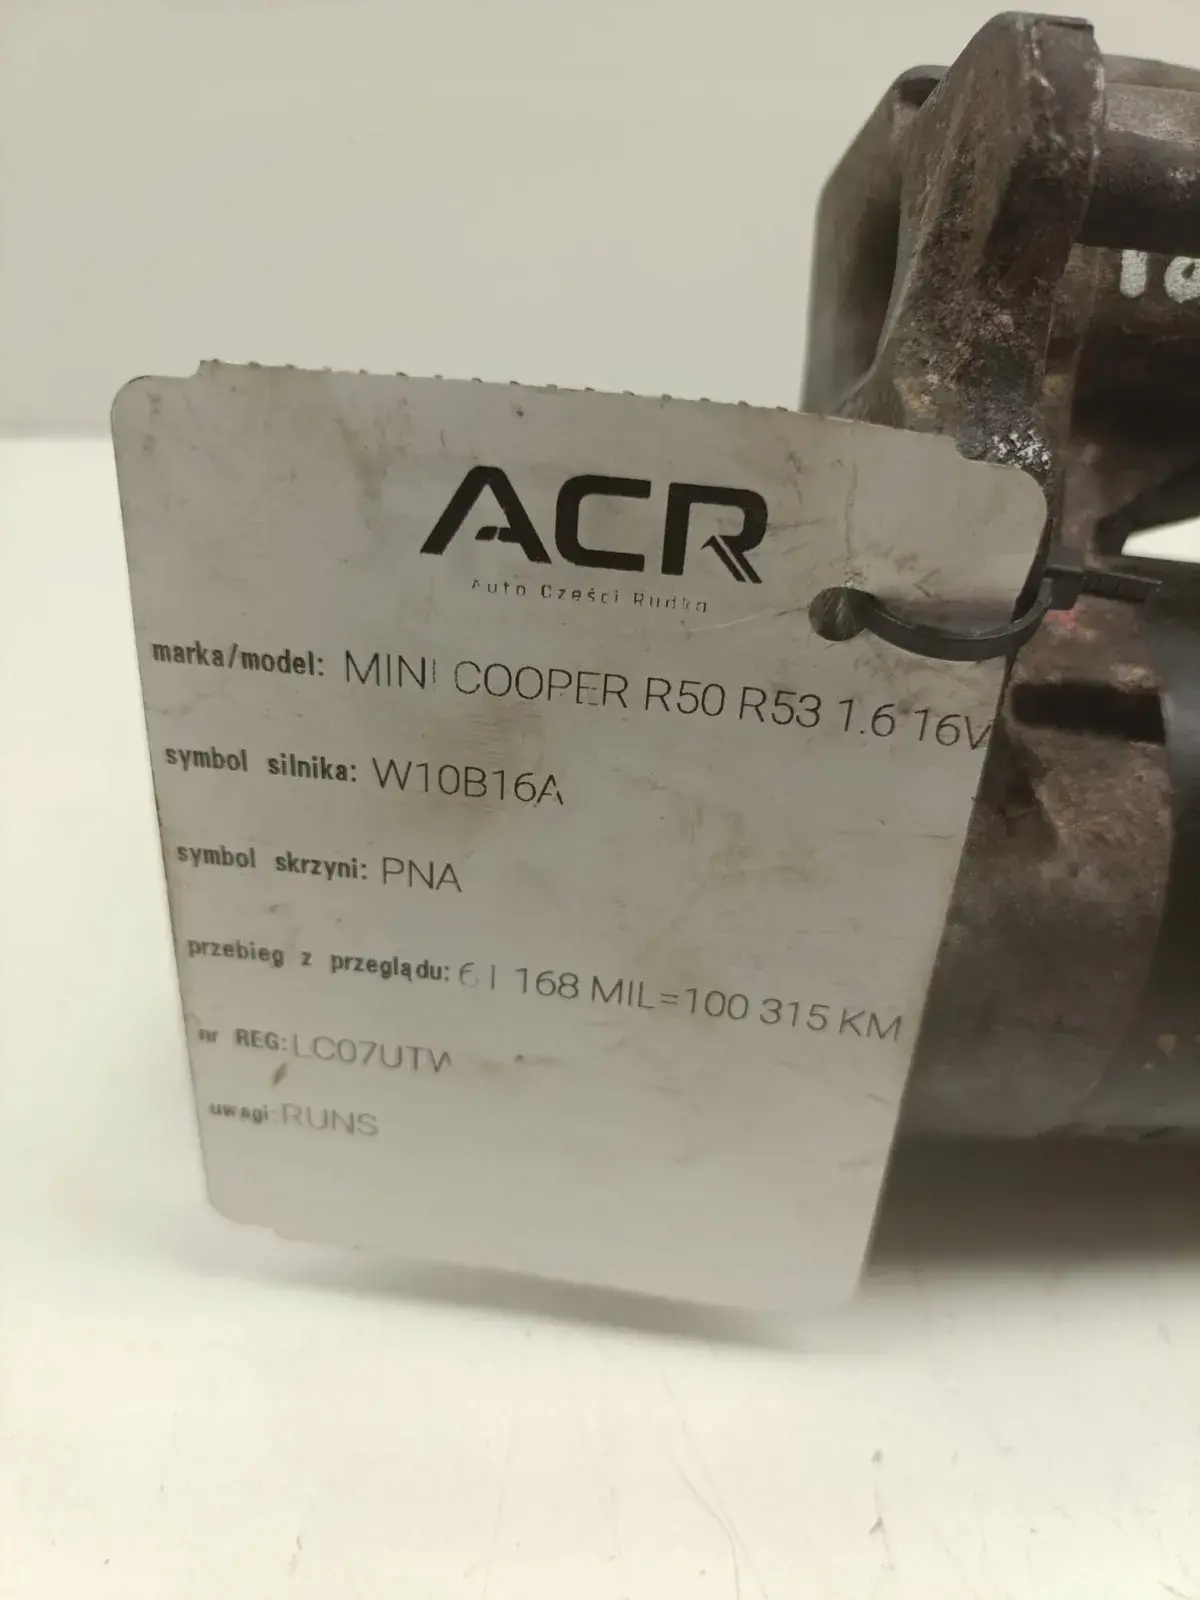 ACR
Auto Części Rudka
marka/model: MINI COOPER R50 R53 1.6 16V
symbol silnika: W10B16A
symbol skrzyni: PNA
przebieg z przeglądu: 61 168 MIL=100 315 KM
nr REG: LC07UTW
uwagi: RUNS